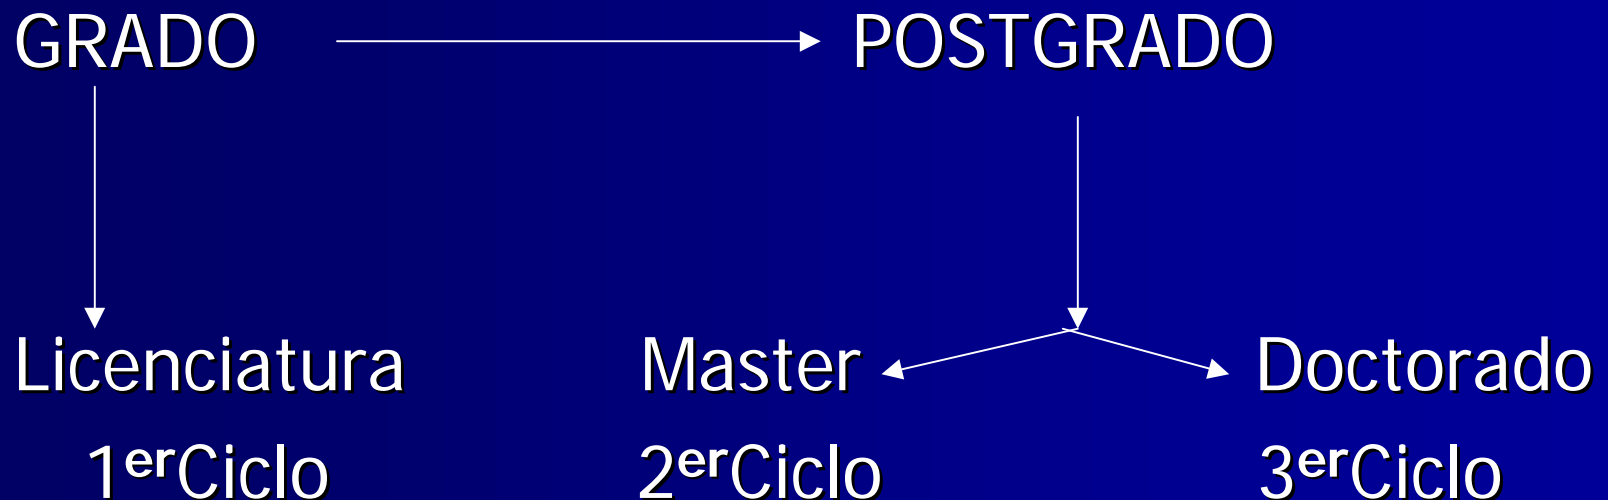 GRADO POSTGRADO
Licenciatura Master Doctorado
1erCiclo 2erCiclo 3erCiclo